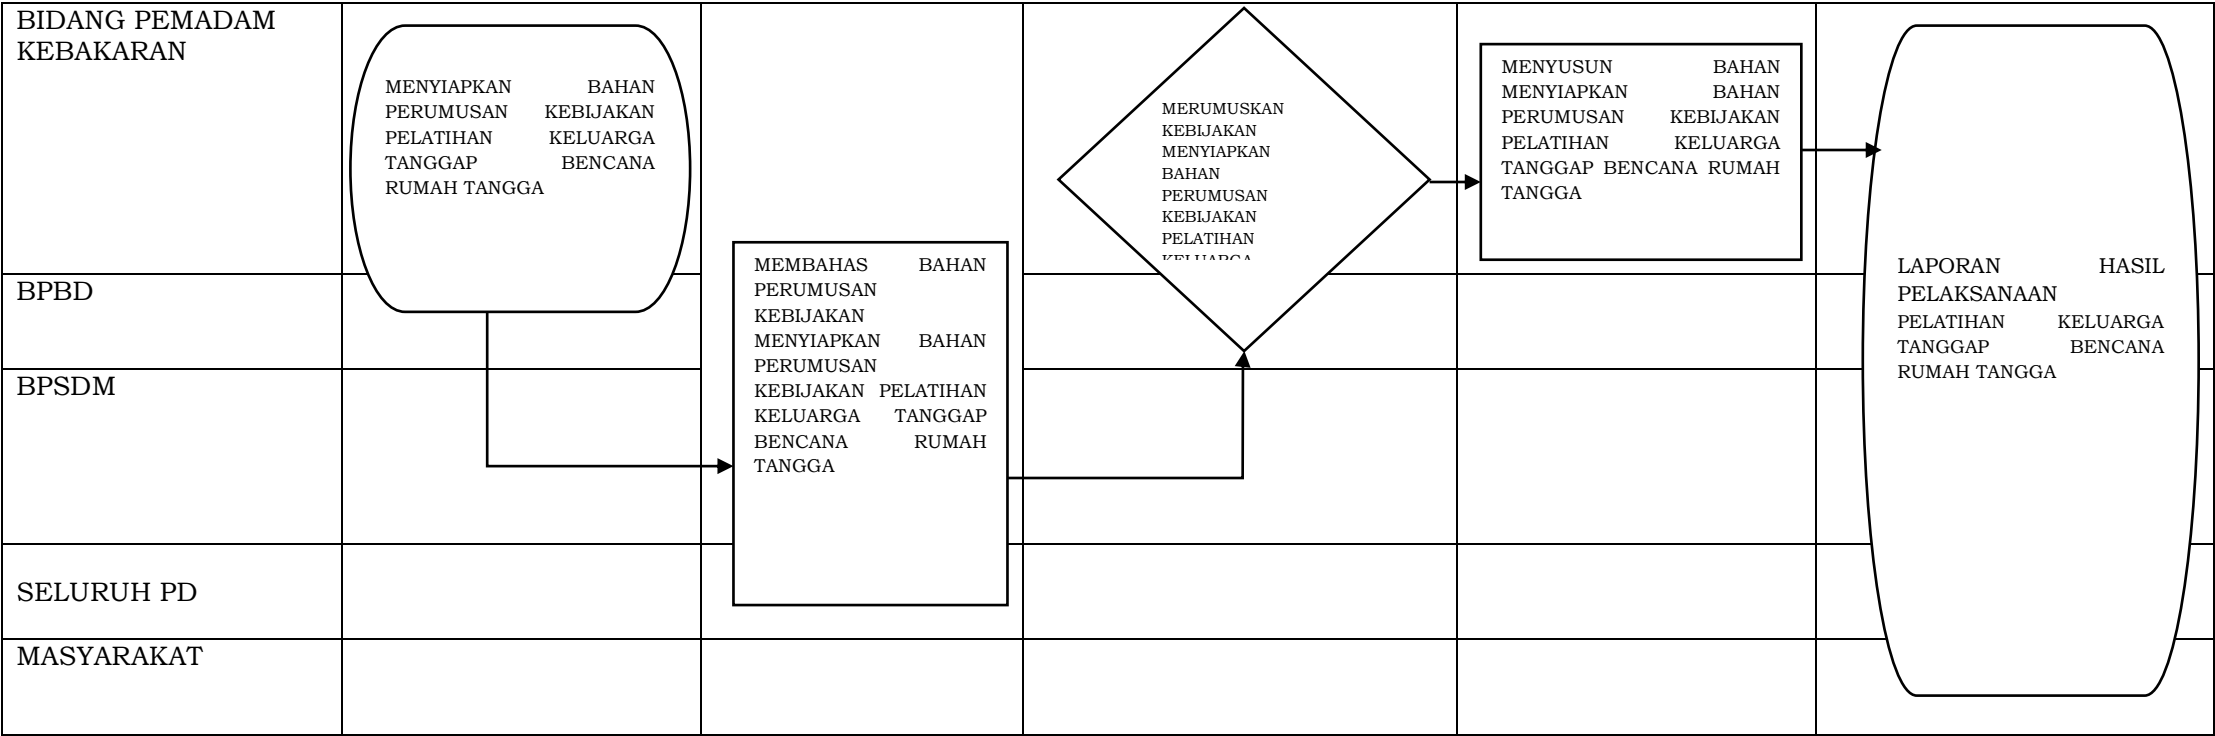 BIDANG PEMADAM
KEBAKARAN
MENYIAPKAN BAHAN
PERUMUSAN KEBIJAKAN
PELATIHAN KELUARGA
TANGGAP BENCANA
RUMAH TANGGA
MERUMUSKAN
KEBIJAKAN
MENYIAPKAN
BAHAN
PERUMUSAN
KEBIJAKAN
PELATIHAN
KELUARGA
MENYUSUN BAHAN
MENYIAPKAN BAHAN
PERUMUSAN KEBIJAKAN
PELATIHAN KELUARGA
TANGGAP BENCANA RUMAH
TANGGA
MEMBAHAS BAHAN
PERUMUSAN
KEBIJAKAN
MENYIAPKAN BAHAN
PERUMUSAN
KEBIJAKAN PELATIHAN
KELUARGA TANGGAP
BENCANA RUMAH
TANGGA
LAPORAN HASIL
PELAKSANAAN
PELATIHAN KELUARGA
TANGGAP BENCANA
RUMAH TANGGA
BPBD
BPSDM
SELURUH PD
MASYARAKAT